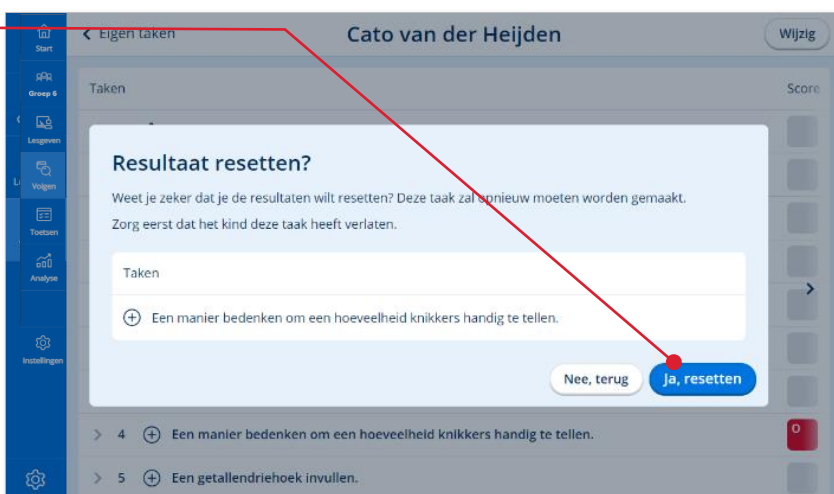 Start
Groep 6
Lesgeven
Volgen
Toetsen
Analyse
Instellingen
Eigen taken
Cato van der Heijden
Wijzig
Taken
Score
Resultaat resetten?
Weet je zeker dat je de resultaten wilt resetten? Deze taak zal opnieuw moeten worden gemaakt.
Zorg eerst dat het kind deze taak heeft verlaten.
Taken
Een manier bedenken om een hoeveelheid knikkers handig te tellen.
Nee, terug
Ja, resetten
4 Een manier bedenken om een hoeveelheid knikkers handig te tellen.
O
5 Een getallendriehoek invullen.